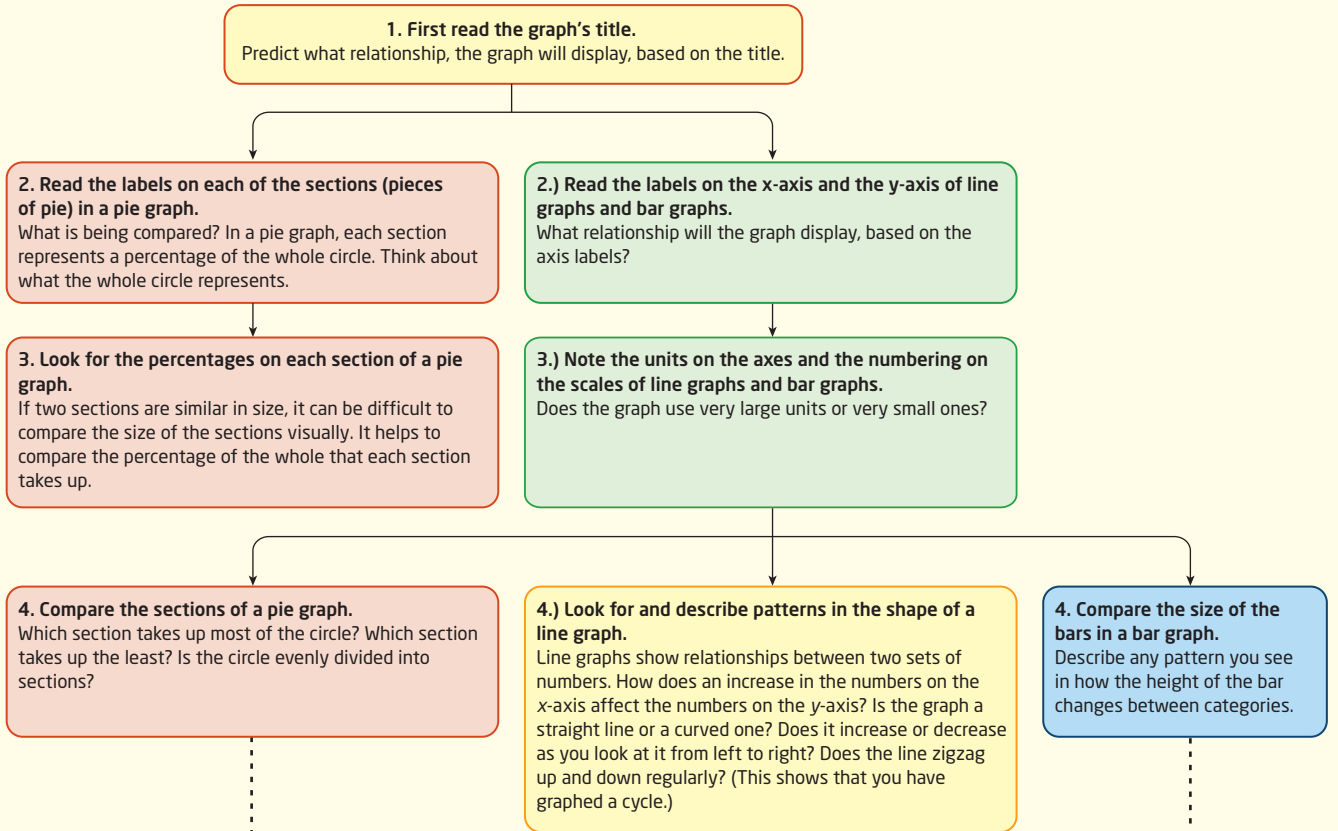 1. First read the graph's title.
Predict what relationship, the graph will display, based on the title.
2. Read the labels on each of the sections (pieces
of pie) in a pie graph.
What is being compared? In a pie graph, each section
represents a percentage of the whole circle. Think about
what the whole circle represents.
2.) Read the labels on the x-axis and the y-axis of line
graphs and bar graphs.
What relationship will the graph display, based on the
axis labels?
3. Look for the percentages on each section of a pie
graph.
If two sections are similar in size, it can be difficult to
compare the size of the sections visually. It helps to
compare the percentage of the whole that each section
takes up.
3.) Note the units on the axes and the numbering on
the scales of line graphs and bar graphs.
Does the graph use very large units or very small ones?
4. Compare the sections of a pie graph.
Which section takes up most of the circle? Which section
takes up the least? Is the circle evenly divided into
sections?
4.) Look for and describe patterns in the shape of a
line graph.
Line graphs show relationships between two sets of
numbers. How does an increase in the numbers on the
x-axis affect the numbers on the y-axis? Is the graph a
straight line or a curved one? Does it increase or decrease
as you look at it from left to right? Does the line zigzag
up and down regularly? (This shows that you have
graphed a cycle.)
4. Compare the size of the
bars in a bar graph.
Describe any pattern you see
in how the height of the bar
changes between categories.